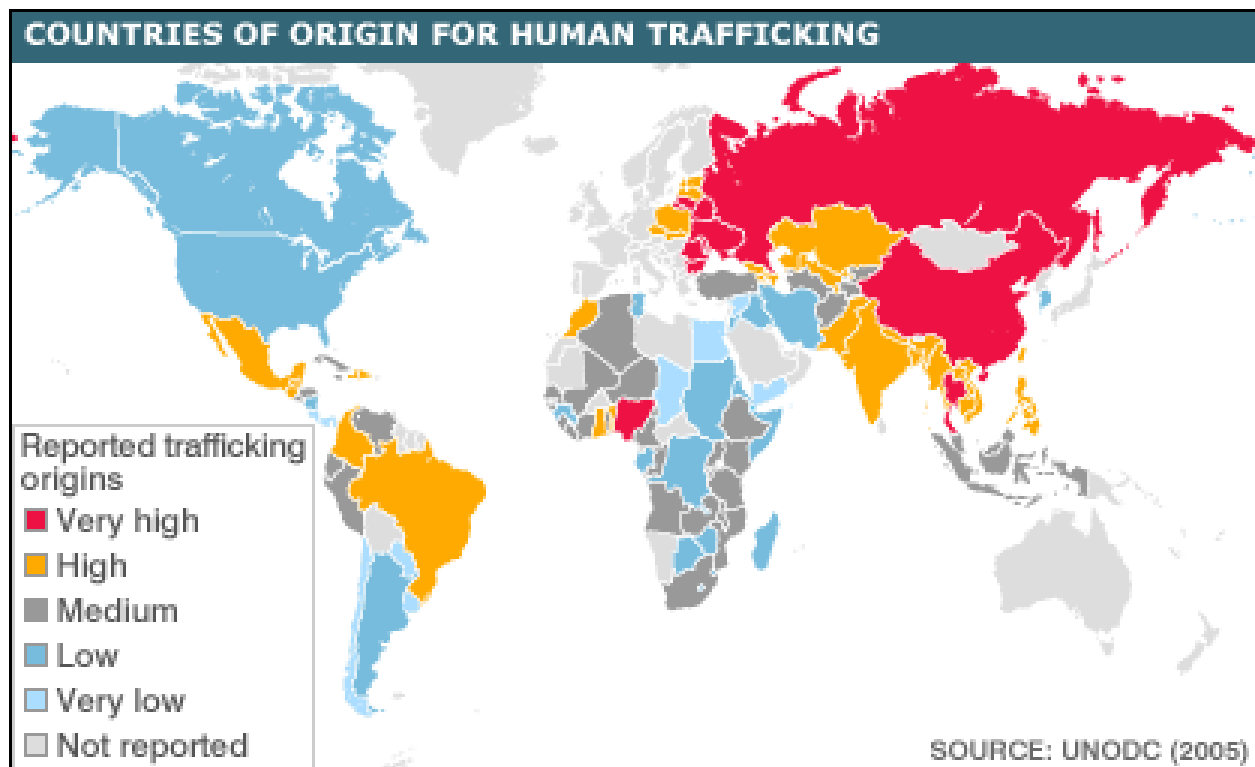 COUNTRIES OF ORIGIN FOR HUMAN TRAFFICKING
Reported trafficking
origins
Very high
High
Medium
Low
Very low
Not reported
SOURCE: UNODC (2005)